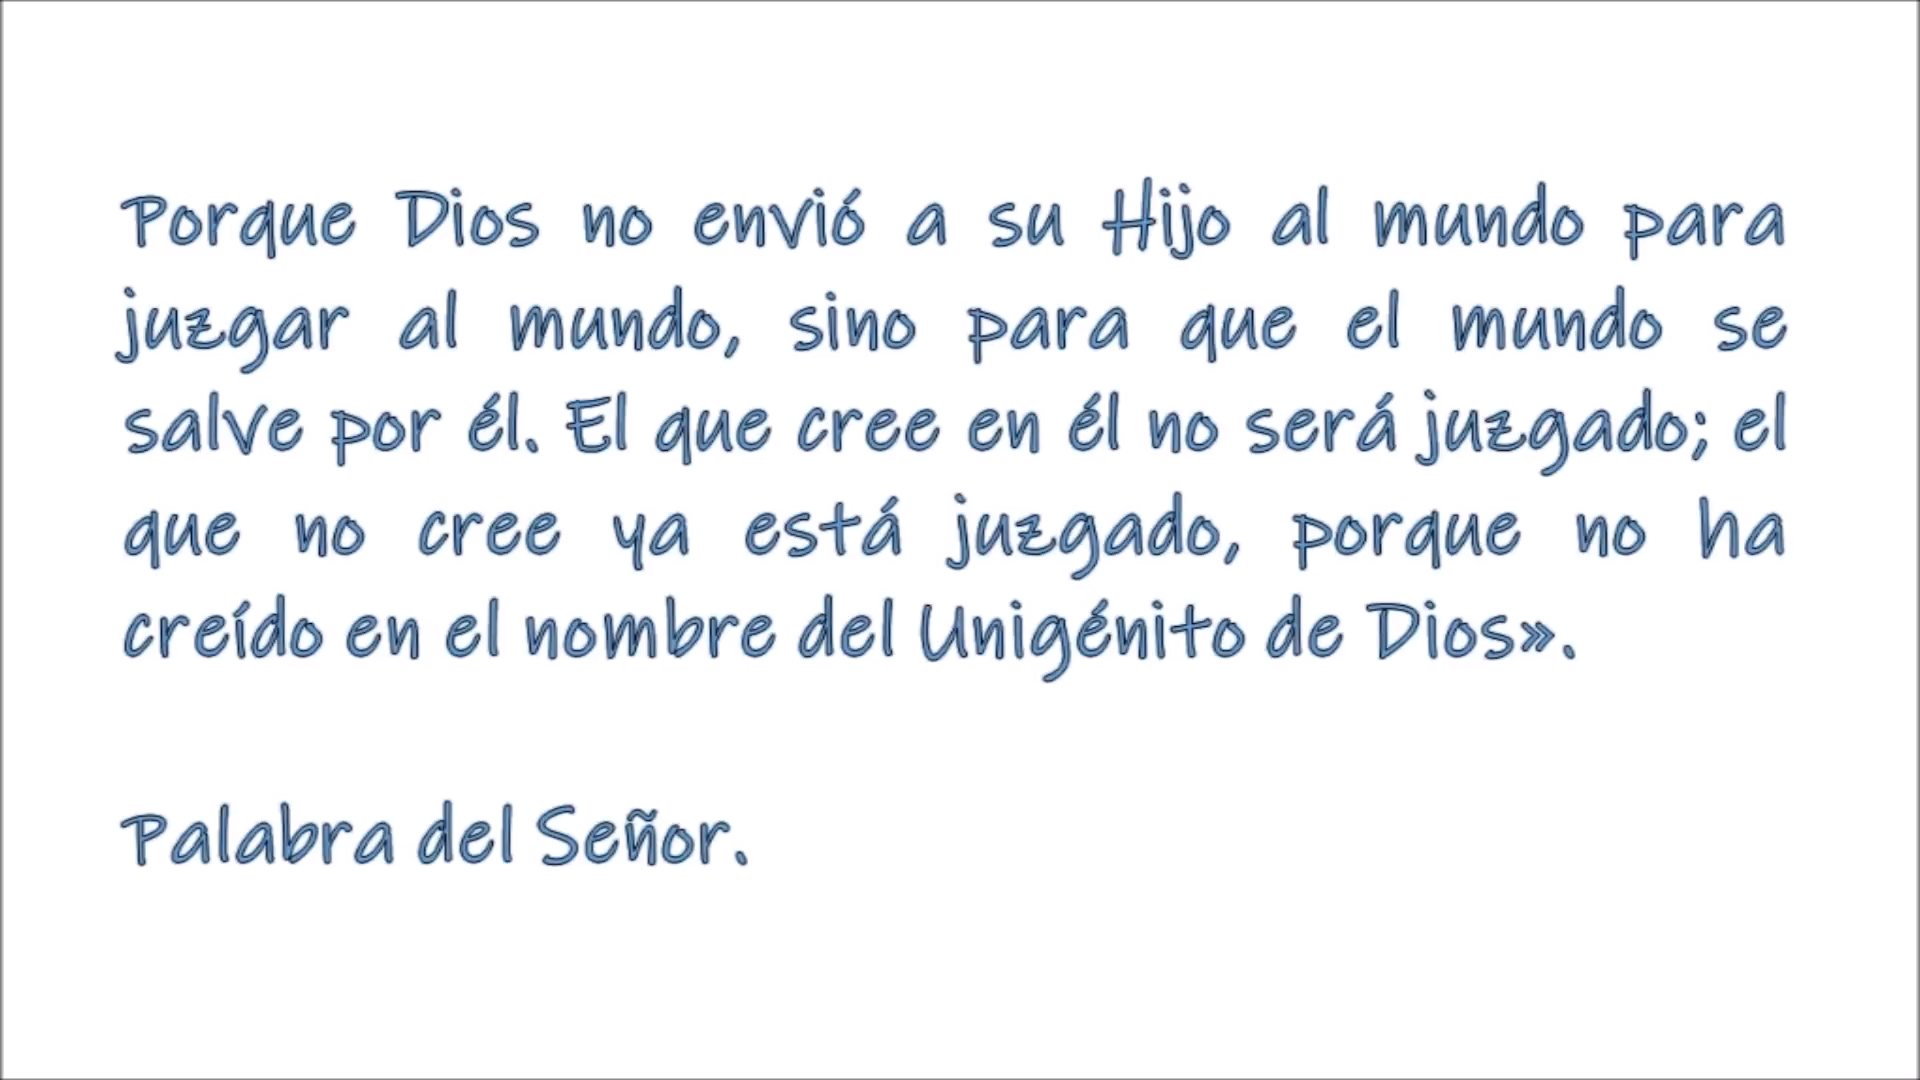 Porque Dios no envió a su Hijo al mundo para
juzgar al mundo, sino para que el mundo se
salve por él. El que cree en él no será juzgado; el
que no cree ya está juzgado, porque no ha
creído en el nombre del Unigénito de Dios».
Palabra del Señor.